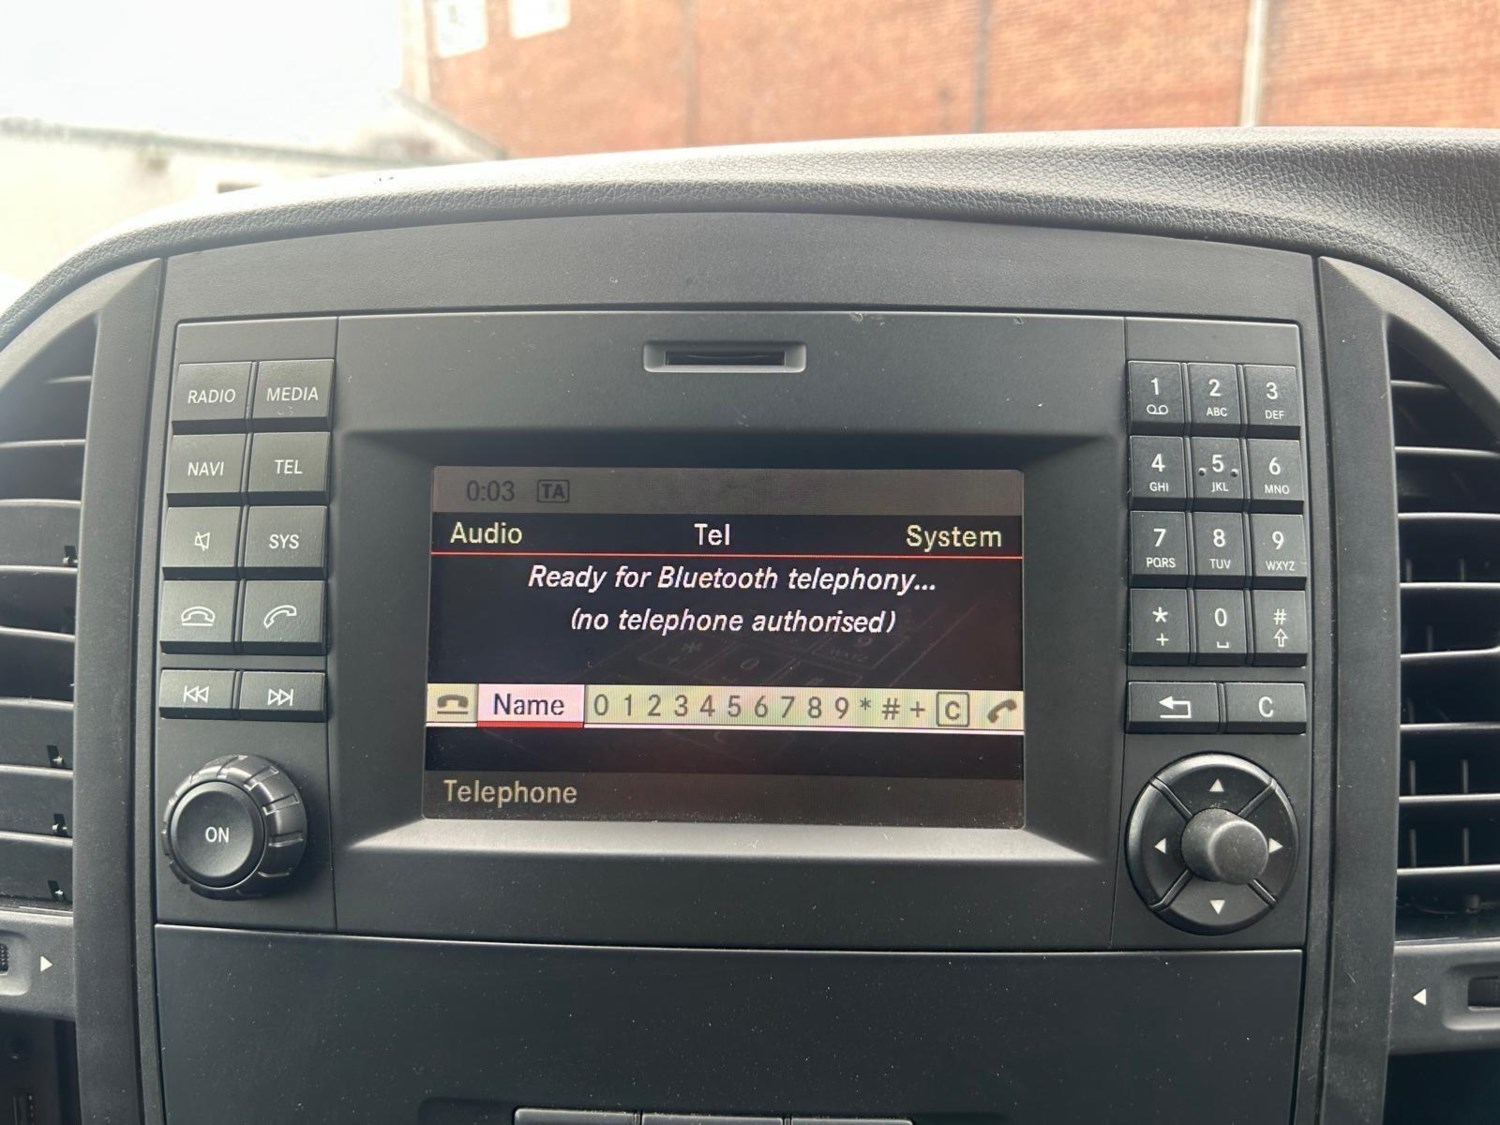 RADIO MEDIA
NAVI TEL
SYS
ON
0:03 TA
Audio Tel System
Ready for Bluetooth telephony...
(no telephone authorised)
Name 0 1 2 3 4 5 6 7 8 9 * # + C
Telephone
1 2 3
ABC DEF
4 5 6
GHI JKL MNO
7 8 9
PQRS TUV WXYZ
* 0 #
+
C